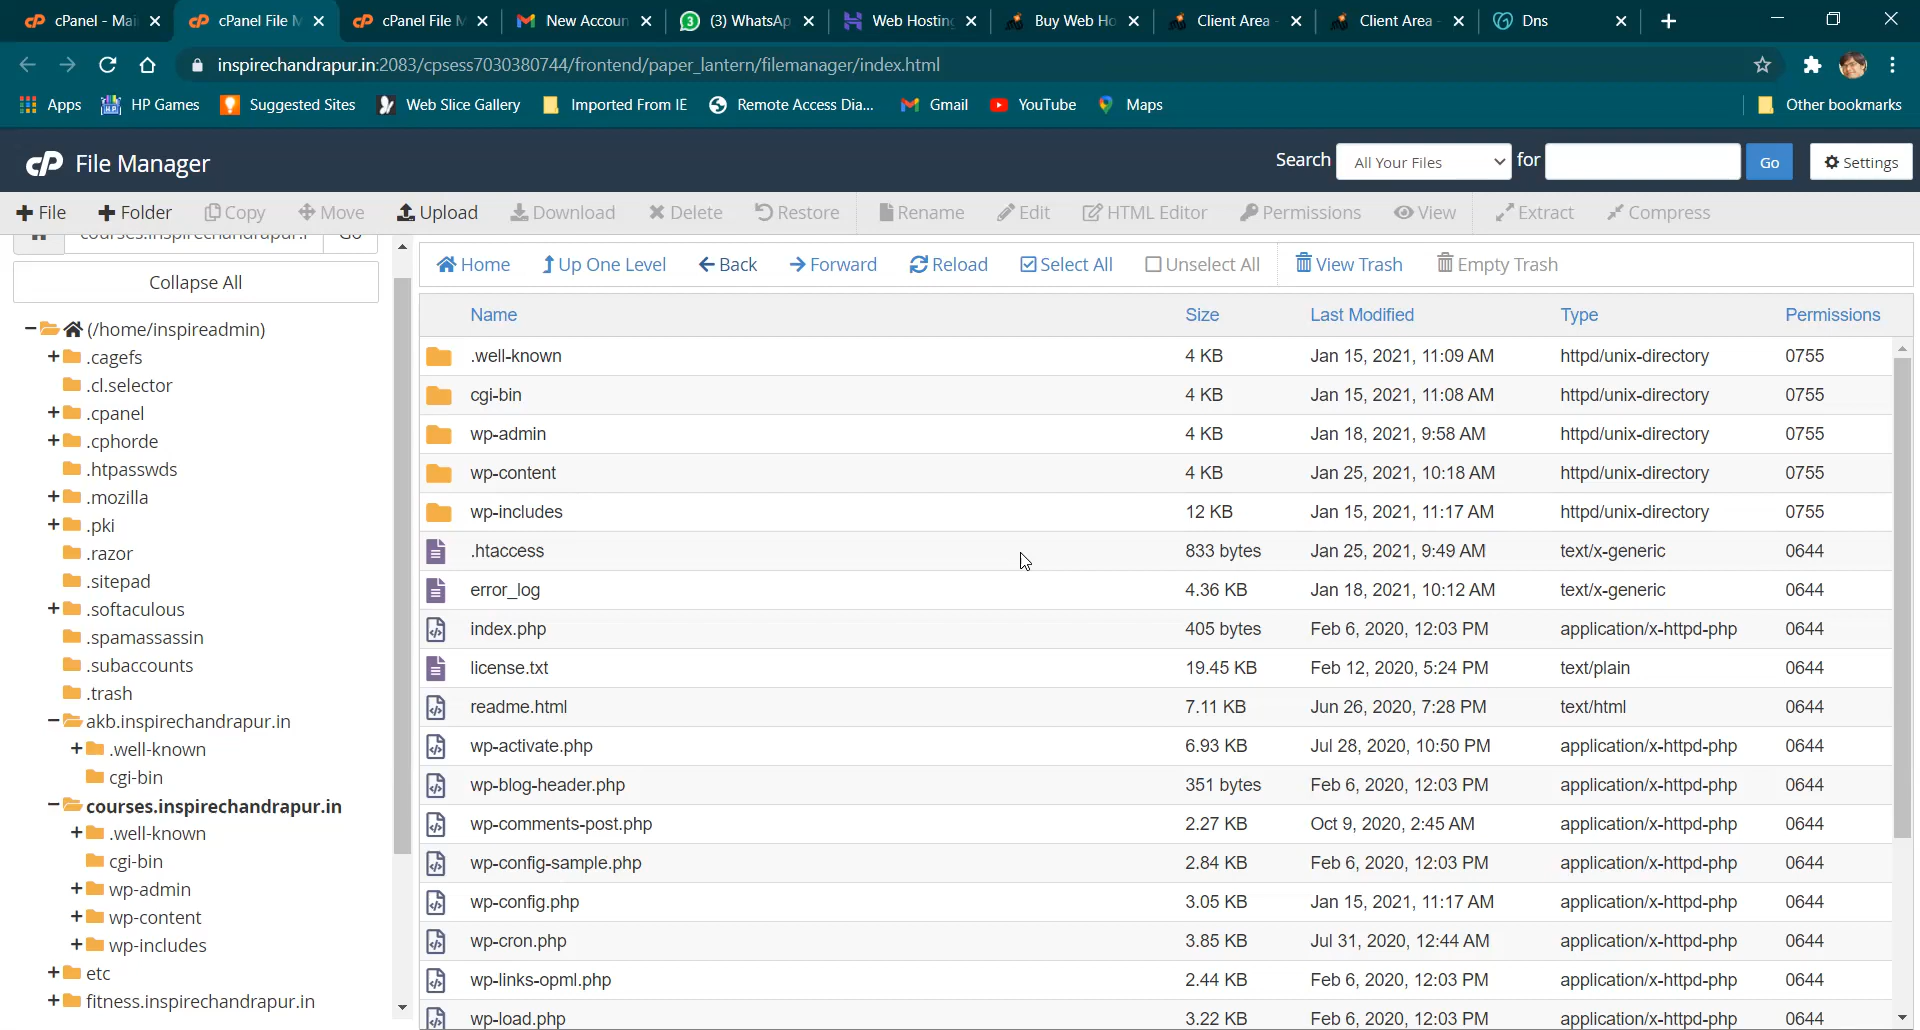 cPanel - Mai
cPanel File M
cPanel File M
New Accoun
(3) WhatsAp
Web Hosting
Buy Web Ho
Client Area -
Client Area -
Dns
inspirechandrapur.in:2083/cpsess7030380744/frontend/paper_lantern/filemanager/index.html
Apps
HP Games
Suggested Sites
Web Slice Gallery
Imported From IE
Remote Access Dia...
Gmail
YouTube
Maps
Other bookmarks
cP File Manager
Search All Your Files for Go Settings
File Folder Copy Move Upload Download Delete Restore Rename Edit HTML Editor Permissions View Extract Compress
courses.inspirechandrapur.i Go
Collapse All
(/home/inspireadmin)
.cagefs
.cl.selector
.cpanel
.cphorde
.htpasswds
.mozilla
.pki
.razor
.sitepad
.softaculous
.spamassassin
.subaccounts
.trash
akb.inspirechandrapur.in
.well-known
cgi-bin
courses.inspirechandrapur.in
.well-known
cgi-bin
wp-admin
wp-content
wp-includes
etc
fitness.inspirechandrapur.in
Home Up One Level Back Forward Reload Select All Unselect All View Trash Empty Trash
Name Size Last Modified Type Permissions
.well-known 4 KB Jan 15, 2021, 11:09 AM httpd/unix-directory 0755
cgi-bin 4 KB Jan 15, 2021, 11:08 AM httpd/unix-directory 0755
wp-admin 4 KB Jan 18, 2021, 9:58 AM httpd/unix-directory 0755
wp-content 4 KB Jan 25, 2021, 10:18 AM httpd/unix-directory 0755
wp-includes 12 KB Jan 15, 2021, 11:17 AM httpd/unix-directory 0755
.htaccess 833 bytes Jan 25, 2021, 9:49 AM text/x-generic 0644
error_log 4.36 KB Jan 18, 2021, 10:12 AM text/x-generic 0644
index.php 405 bytes Feb 6, 2020, 12:03 PM application/x-httpd-php 0644
license.txt 19.45 KB Feb 12, 2020, 5:24 PM text/plain 0644
readme.html 7.11 KB Jun 26, 2020, 7:28 PM text/html 0644
wp-activate.php 6.93 KB Jul 28, 2020, 10:50 PM application/x-httpd-php 0644
wp-blog-header.php 351 bytes Feb 6, 2020, 12:03 PM application/x-httpd-php 0644
wp-comments-post.php 2.27 KB Oct 9, 2020, 2:45 AM application/x-httpd-php 0644
wp-config-sample.php 2.84 KB Feb 6, 2020, 12:03 PM application/x-httpd-php 0644
wp-config.php 3.05 KB Jan 15, 2021, 11:17 AM application/x-httpd-php 0644
wp-cron.php 3.85 KB Jul 31, 2020, 12:44 AM application/x-httpd-php 0644
wp-links-opml.php 2.44 KB Feb 6, 2020, 12:03 PM application/x-httpd-php 0644
wp-load.php 3.22 KB Feb 6, 2020, 12:03 PM application/x-httpd-php 0644